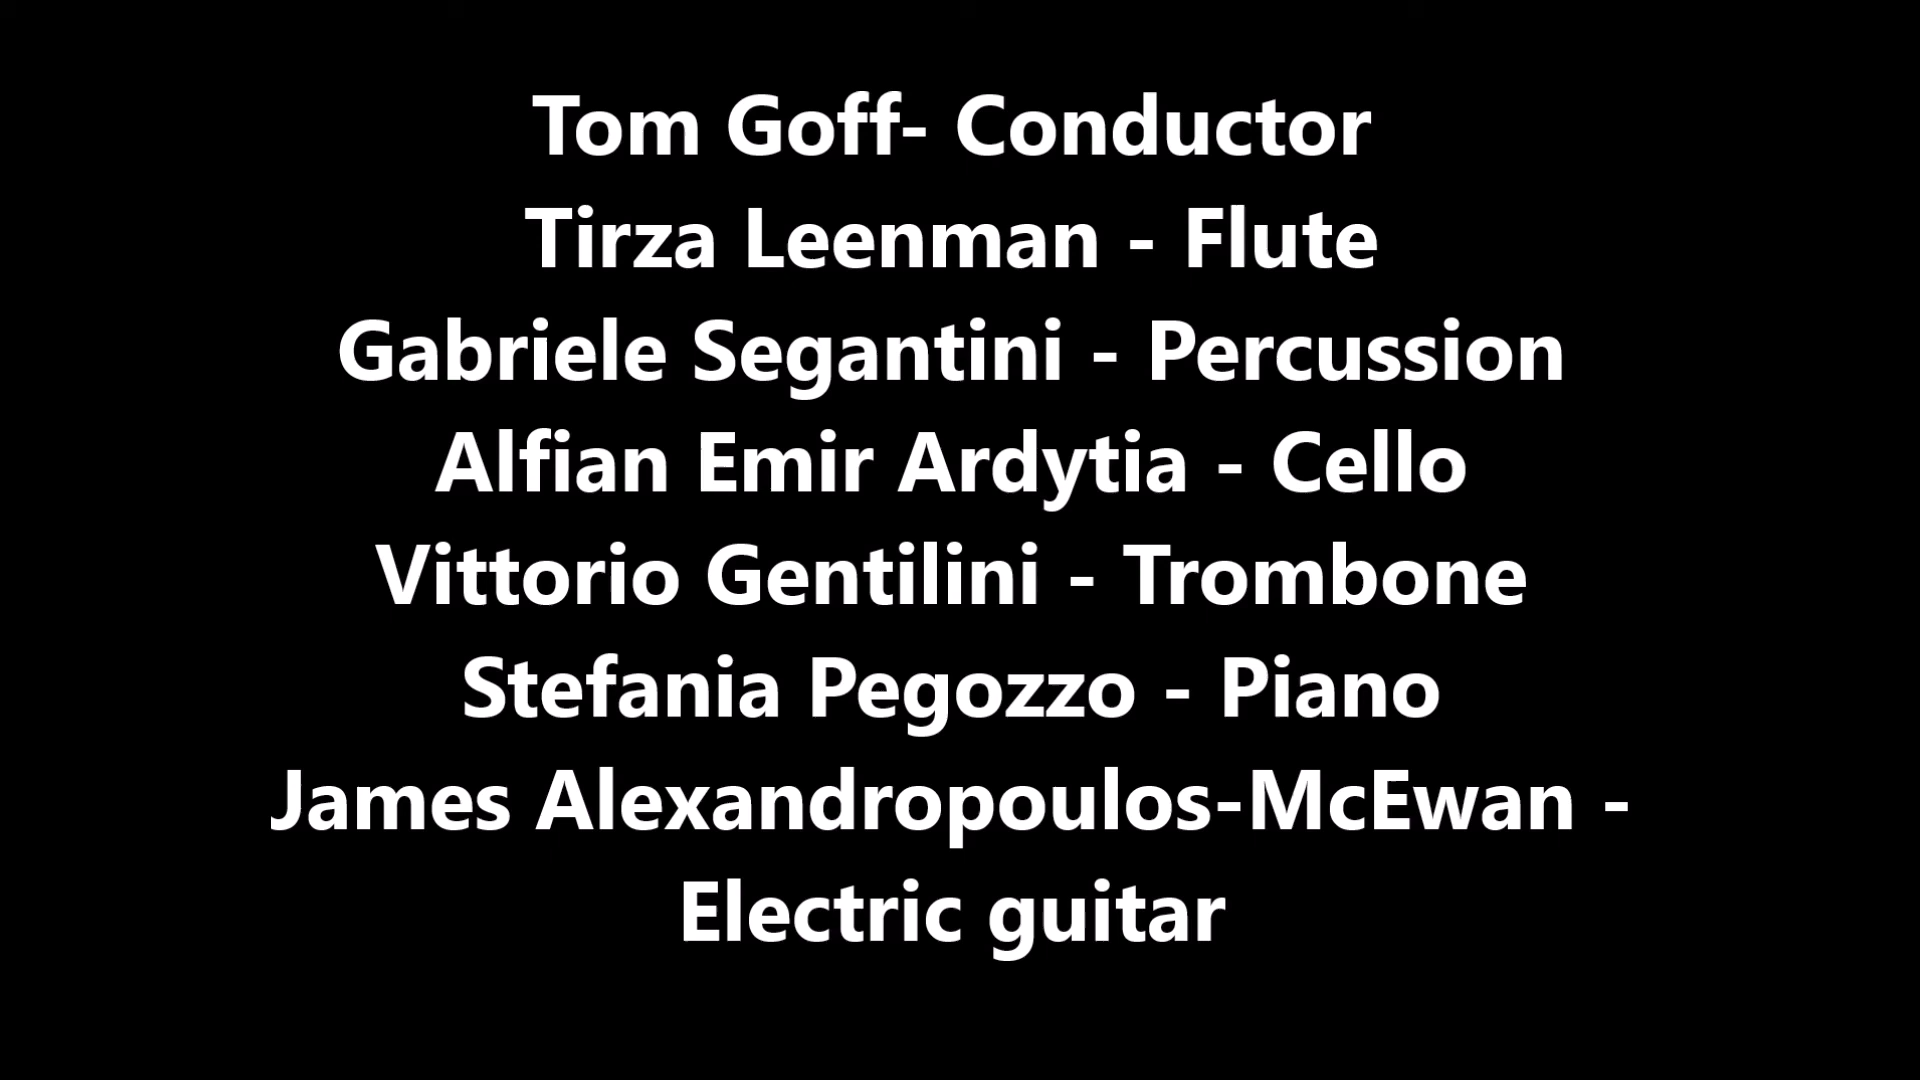 Tom Goff- Conductor
Tirza Leenman - Flute
Gabriele Segantini - Percussion
Alfian Emir Ardytia - Cello
Vittorio Gentilini - Trombone
Stefania Pegozzo - Piano
James Alexandropoulos-McEwan -
Electric guitar